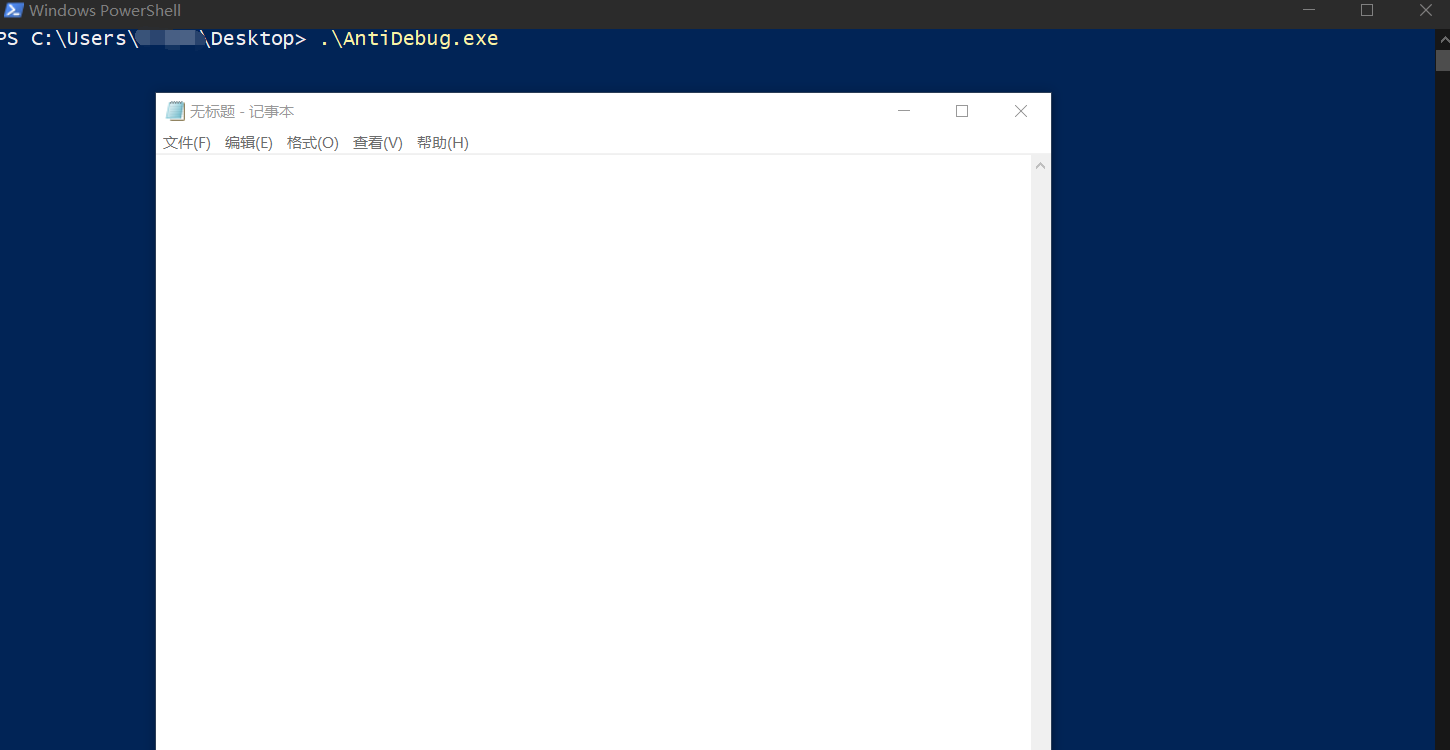 Windows PowerShell
PS C:\Users\ \Desktop> .\AntiDebug.exe
无标题 - 记事本
文件(F) 编辑(E) 格式(O) 查看(V) 帮助(H)